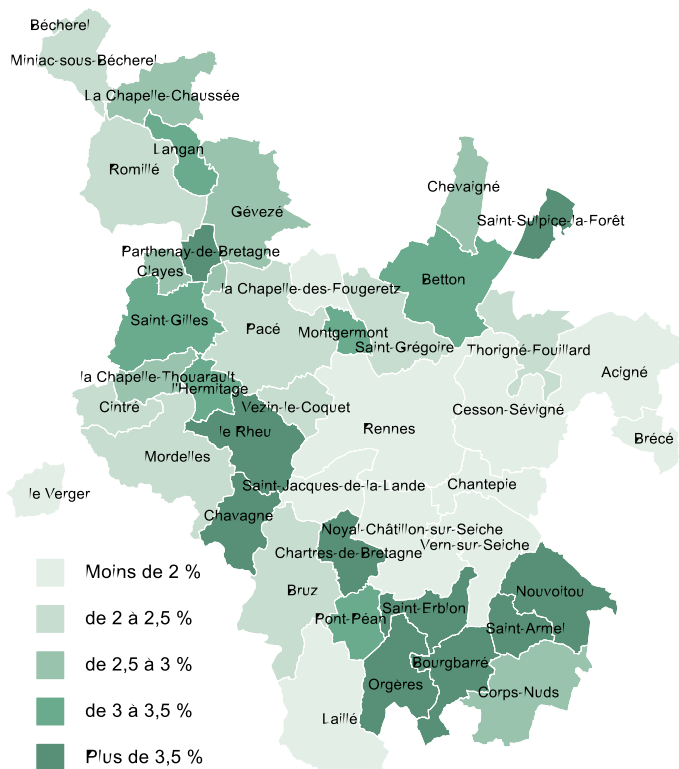 Bécherel
Miniac-sous-Bécherel
La Chapelle-Chaussée
Langan
Romillé
Chevaigné
Gévezé
Saint-Sulpice-la-Forêt
Parthenay-de-Bretagne
Clayes
Betton
la Chapelle-des-Fougeretz
Saint-Gilles
Pacé
Montgermont
Saint-Grégoire
Thorigné-Fouillard
Acigné
la Chapelle-Thouarault
l'Hermitage
Cintré
Vezin-le-Coquet
Cesson-Sévigné
le Rheu
Rennes
Brécé
Mordelles
Saint-Jacques-de-la-Lande
Chantepie
le Verger
Chavagne
Noyal-Châtillon-sur-Seiche
Vern-sur-Seiche
Chartres-de-Bretagne
Moins de 2 %
Bruz
Nouvoitou
Saint-Erblon
de 2 à 2,5 %
Pont-Péan
Saint-Armel
de 2,5 à 3 %
Bourgbarré
Orgères
Corps-Nuds
de 3 à 3,5 %
Laillé
Plus de 3,5 %